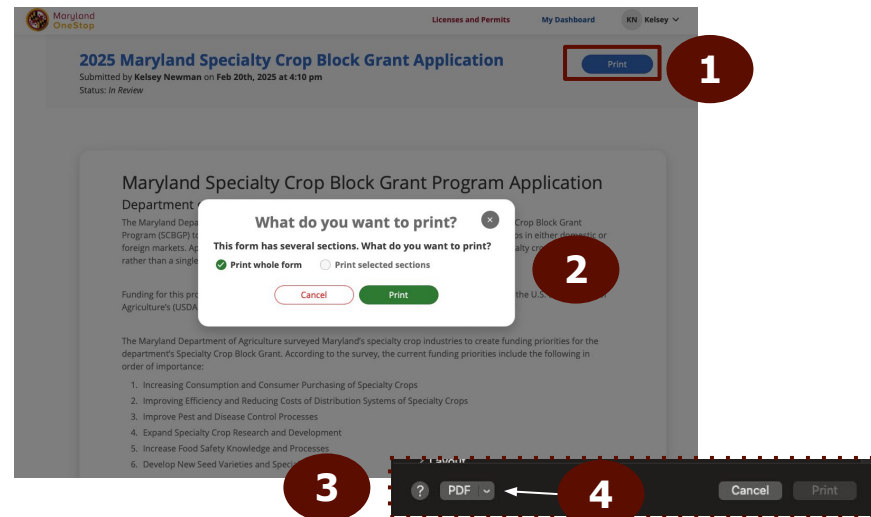 Maryland
OneStop
Licenses and Permits
My Dashboard
KN Kelsey
2025 Maryland Specialty Crop Block Grant Application
Submitted by Kelsey Newman on Feb 20th, 2025 at 4:10 pm
Status: In Review
Print
1
Maryland Specialty Crop Block Grant Program Application
Department
The Maryland Depa
Crop Block Grant
Program (SCBGP) to
ps in either domestic or
foreign markets. Ap
alty cro
rather than a single
What do you want to print?
This form has several sections. What do you want to print?
Print whole form
Print selected sections
Cancel
Print
2
Funding for this pro
the U.S.
Agriculture's (USDA
The Maryland Department of Agriculture surveyed Maryland's specialty crop industries to create funding priorities for the
department's Specialty Crop Block Grant. According to the survey, the current funding priorities include the following in
order of importance:
1. Increasing Consumption and Consumer Purchasing of Specialty Crops
2. Improving Efficiency and Reducing Costs of Distribution Systems of Specialty Crops
3. Improve Pest and Disease Control Processes
4. Expand Specialty Crop Research and Development
5. Increase Food Safety Knowledge and Processes
6. Develop New Seed Varieties and Speci
3
Layout
? PDF
4
Cancel
Print